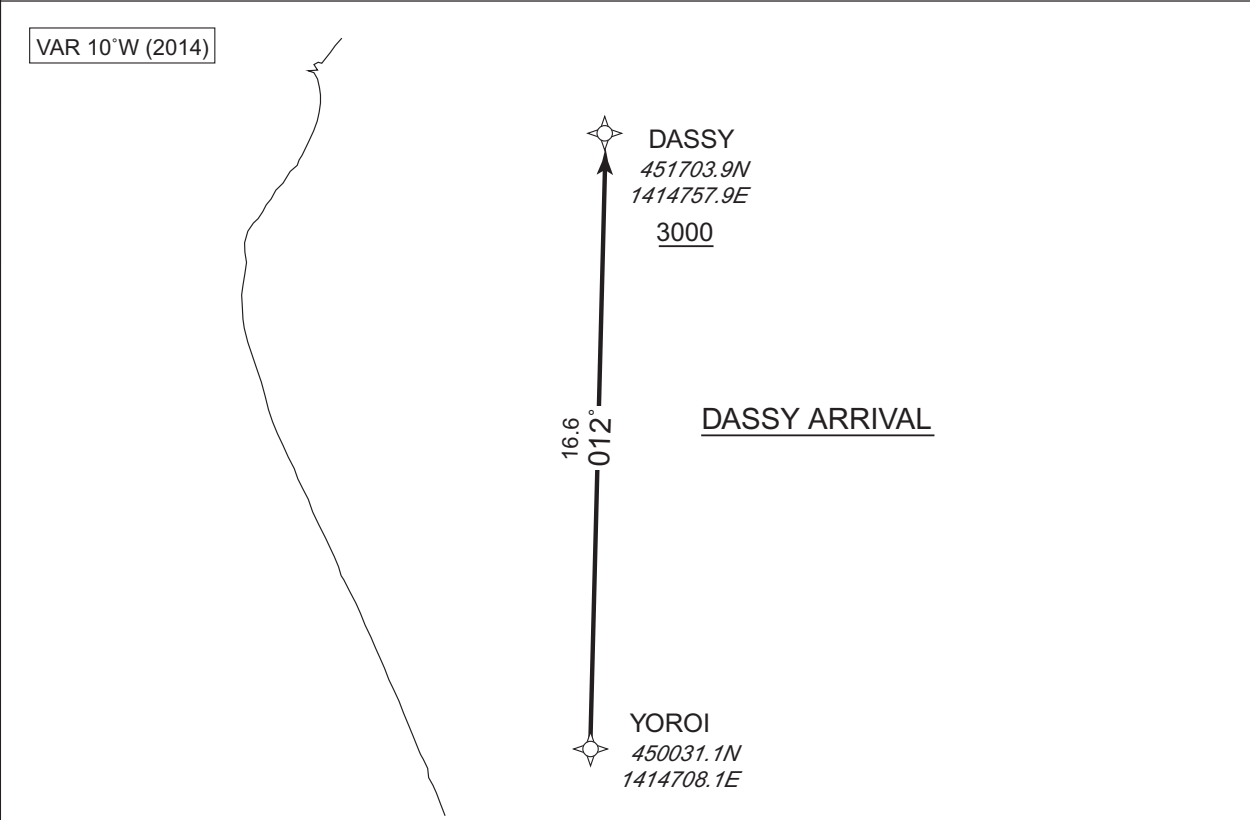 VAR 10˚W (2014)
DASSY
451703.9N
1414757.9E
3000
16.6
012˚
DASSY ARRIVAL
YOROI
450031.1N
1414708.1E